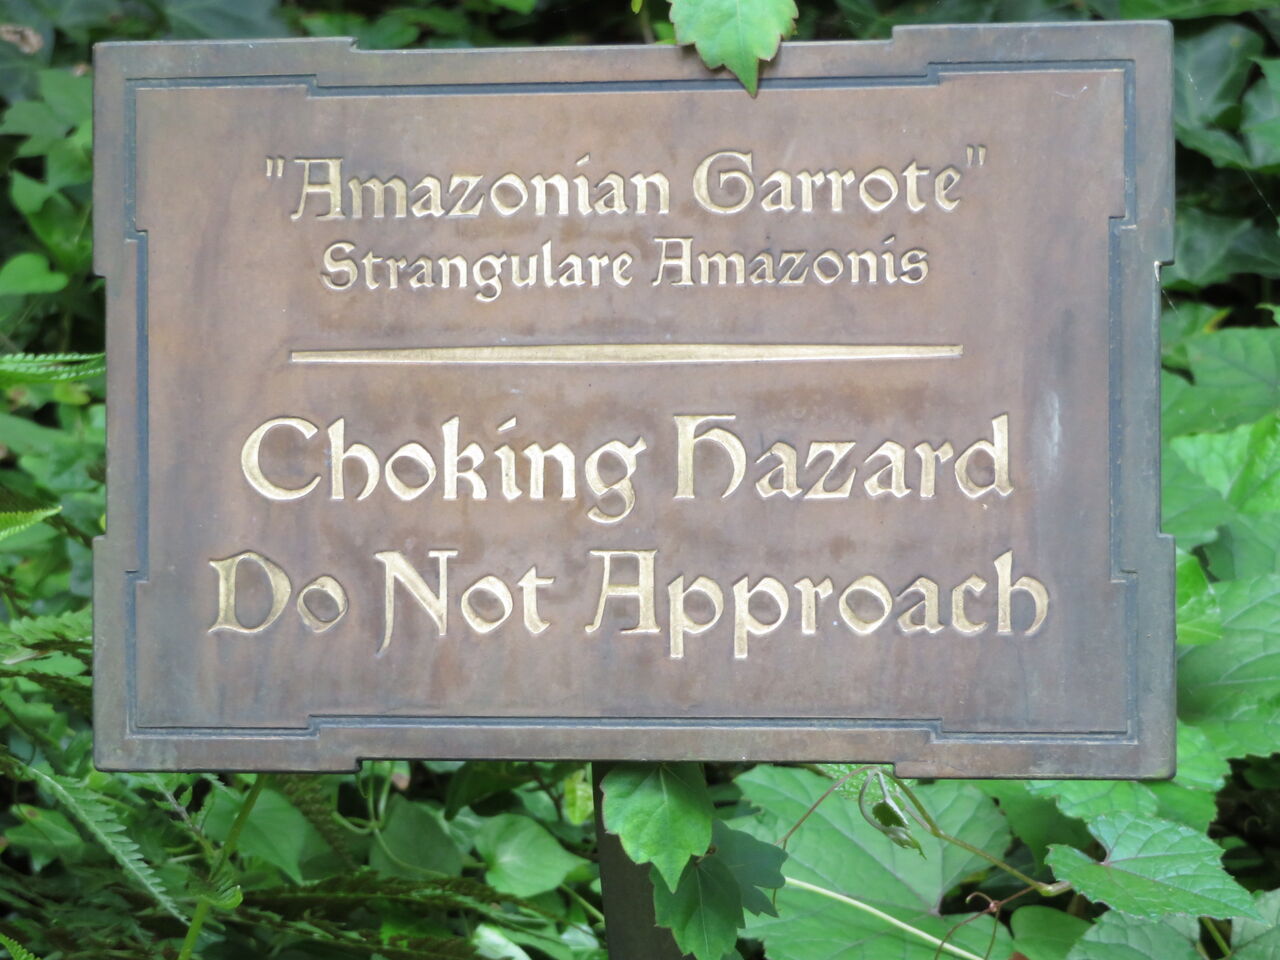 "Amazonian Garrote"
Strangulare Amazonis
Choking Hazard
Do Not Approach